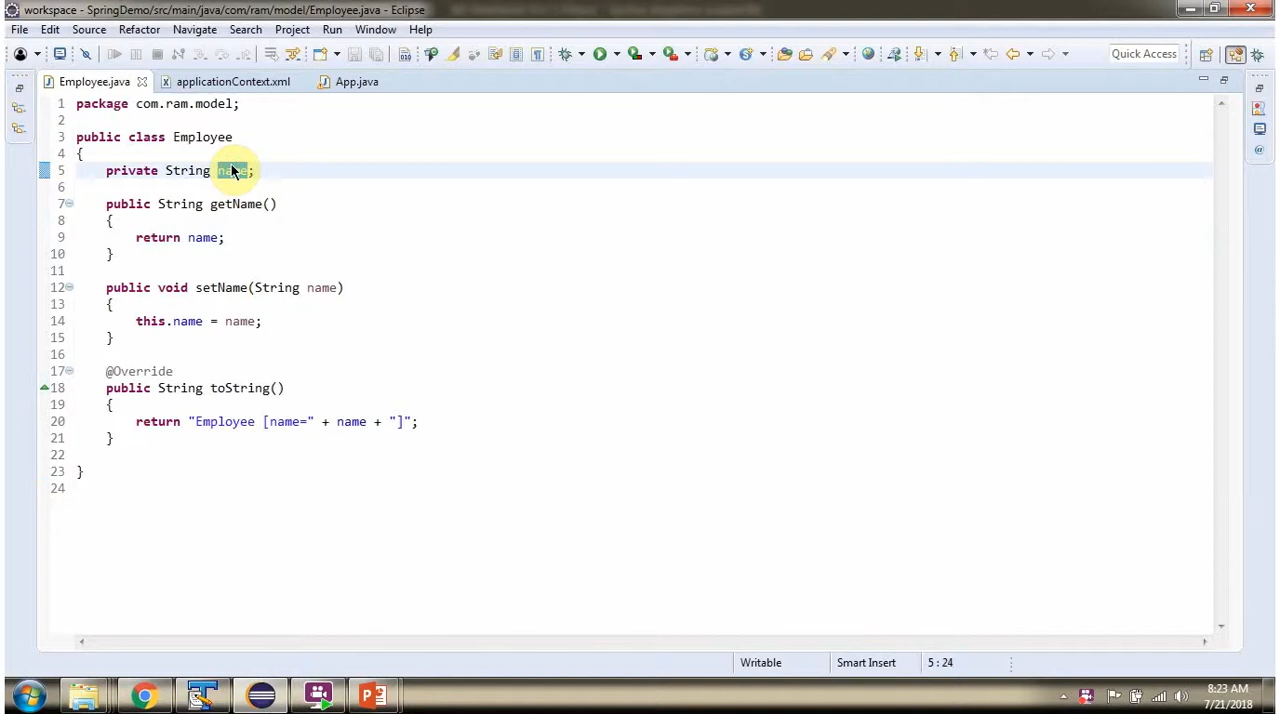 workspace - SpringDemo/src/main/java/com/ram/model/Employee.java - Eclipse
File Edit Source Refactor Navigate Search Project Run Window Help
Quick Access
Employee.java applicationContext.xml App.java
1 package com.ram.model;
2
3 public class Employee
4 {
5 private String name;
6
7 public String getName()
8 {
9 return name;
10 }
11
12 public void setName(String name)
13 {
14 this.name = name;
15 }
16
17 @Override
18 public String toString()
19 {
20 return "Employee [name=" + name + "]";
21 }
22
23 }
24
Writable Smart Insert 5 : 24
8:23 AM
7/21/2018